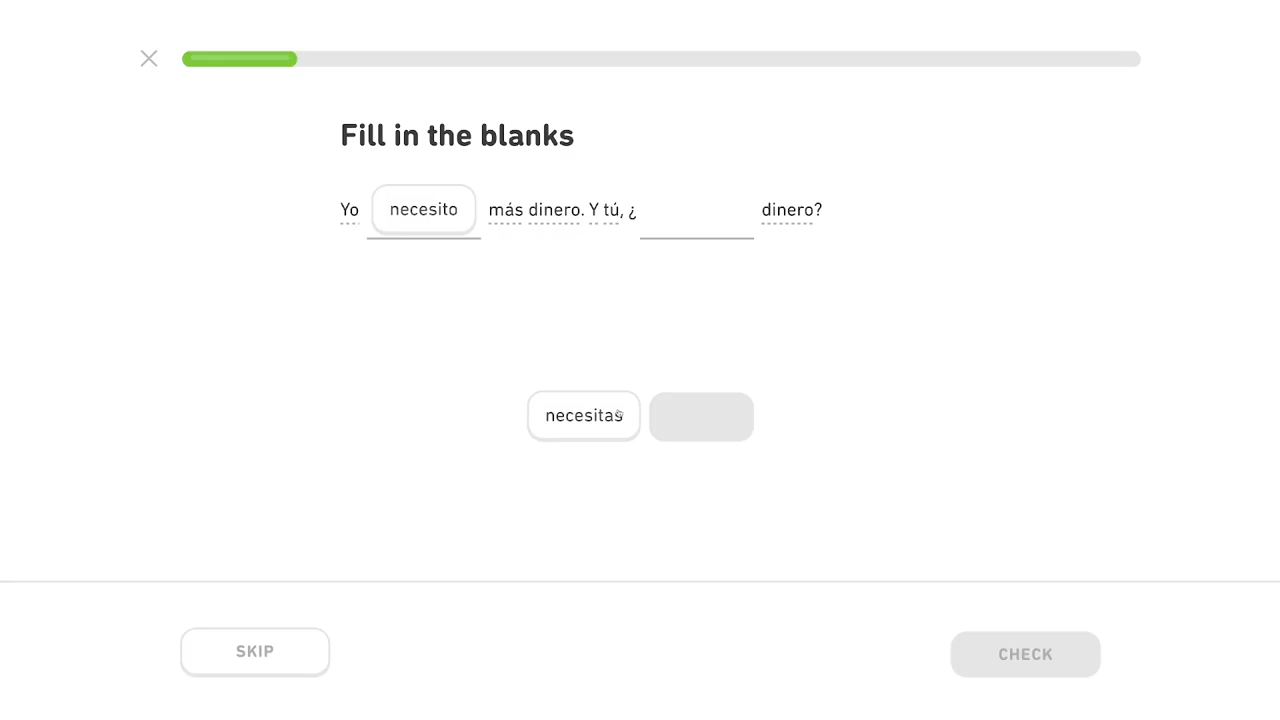 Fill in the blanks
Yo necesito más dinero. Y tú, ¿ dinero?
necesitas
SKIP
CHECK